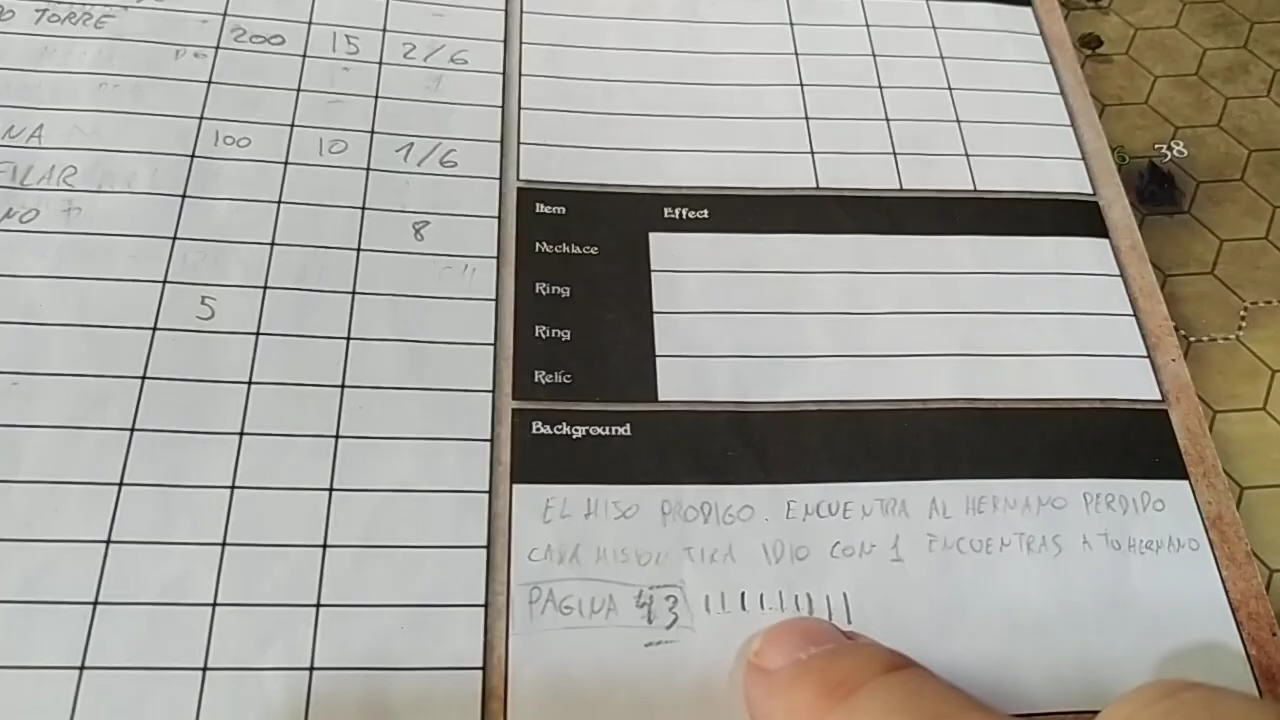 TORRE
200 15 2/6
PO
NA 100 10 1/6
FILAR
NO 8
5
Item Effect
Necklace
Ring
Ring
Relic
Background
EL HIJO PRODIGO. ENCUENTRA AL HERMANO PERDIDO
CADA MISION TIRA 1D10 CON 1 ENCUENTRAS A TU HERMANO
PAGINA 43
6 38